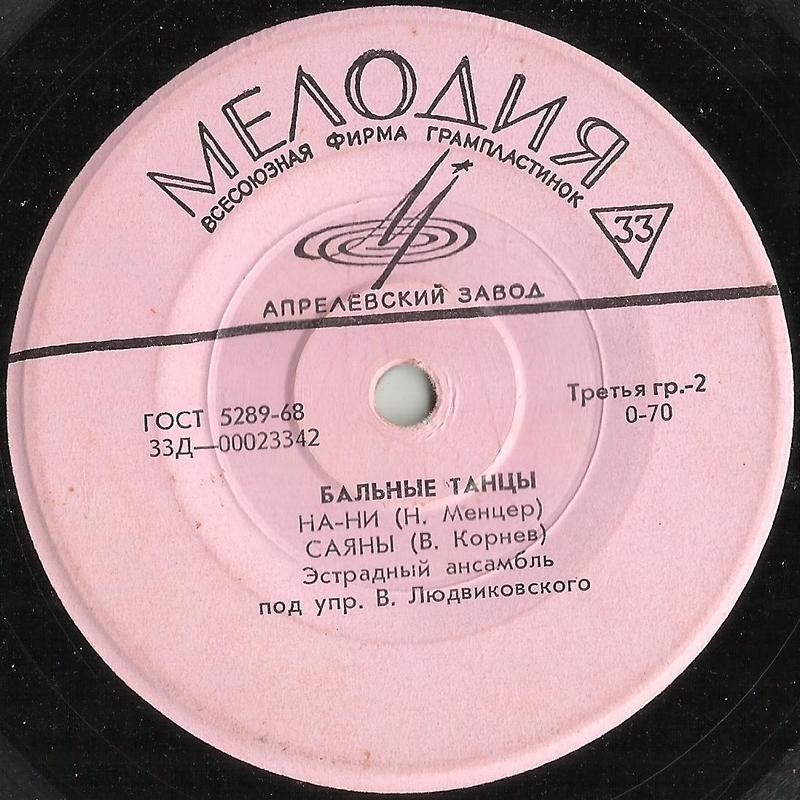 МЕЛОДИЯ
ВСЕСОЮЗНАЯ ФИРМА ГРАМПЛАСТИНОК
33
АПРЕЛЕВСКИЙ ЗАВОД
ГОСТ 5289-68
33Д—00023342
Третья гр.-2
0-70
БАЛЬНЫЕ ТАНЦЫ
НА-НИ (Н. Менцер)
САЯНЫ (В. Корнев)
Эстрадный ансамбль
под упр. В. Людвиковского